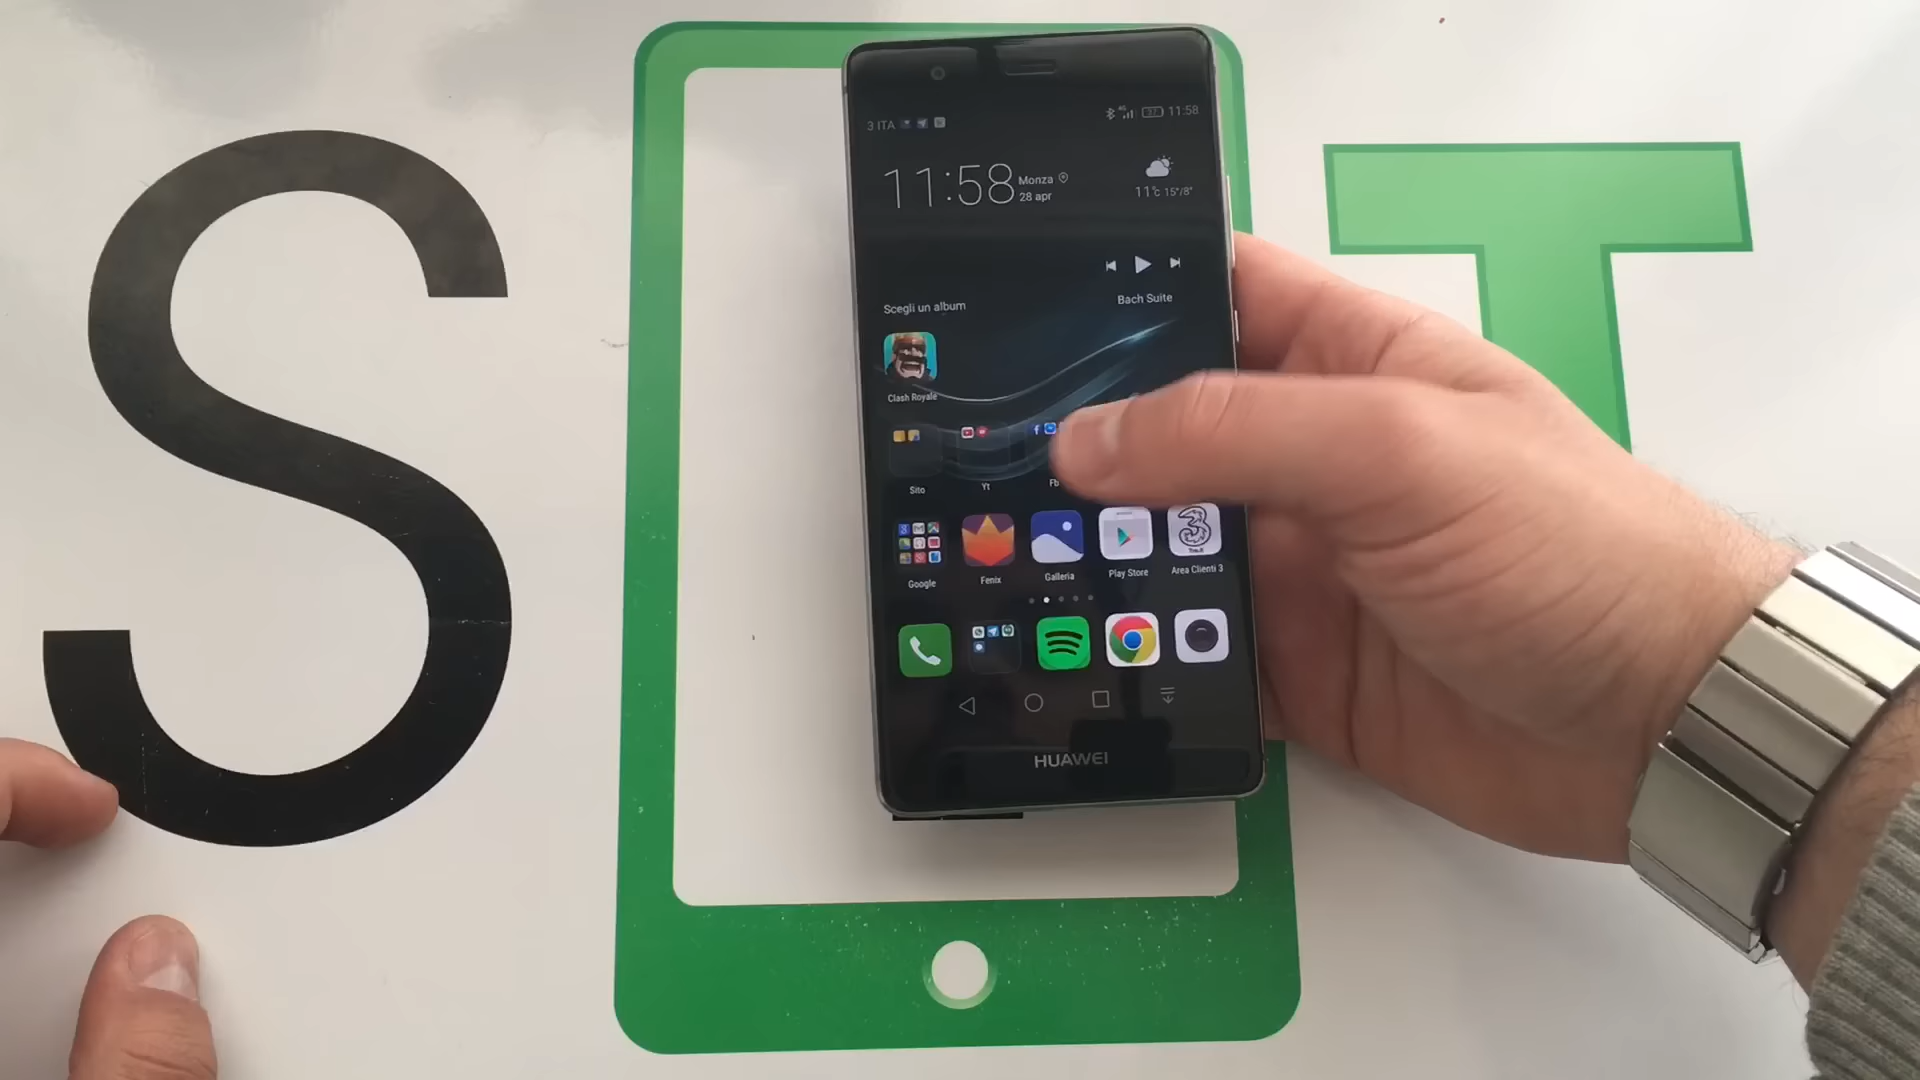 S T
3 ITA
11:58
11:58
Monza
28 apr
11°c 15°/8°
Scegli un album
Bach Suite
Clash Royale
Sito Yt Fb
Google Fenix Galleria Play Store Area Clienti 3
HUAWEI